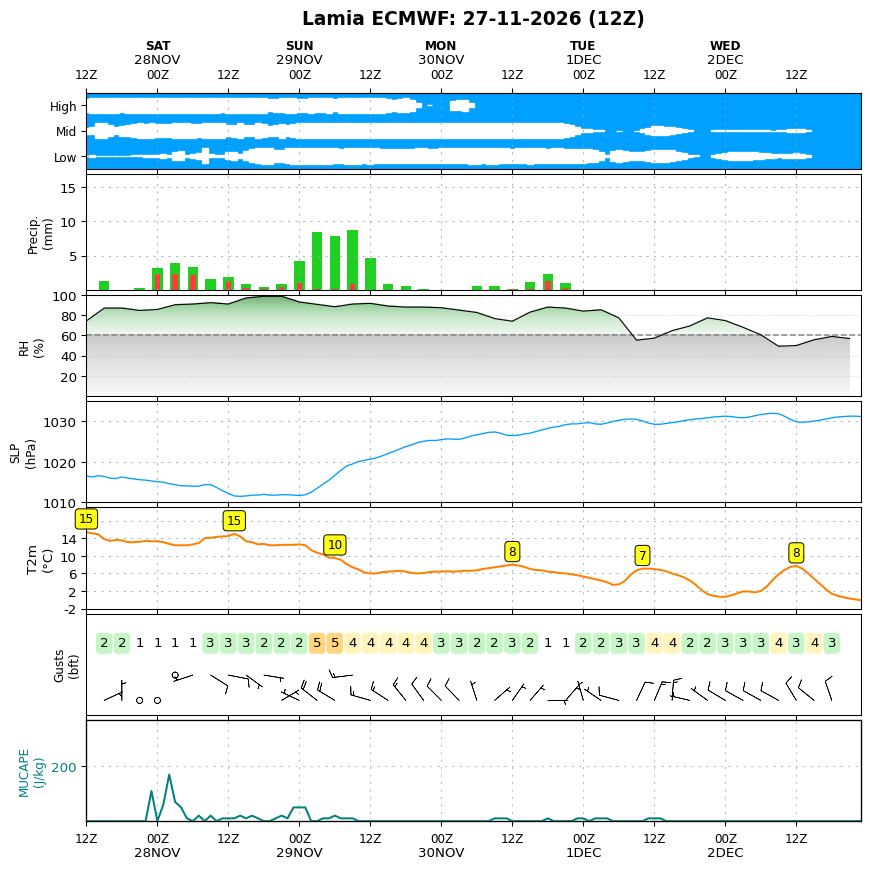 Lamia ECMWF: 27-11-2026 (12Z)
SAT SUN MON TUE WED
28NOV 29NOV 30NOV 1DEC 2DEC
12Z 00Z 12Z 00Z 12Z 00Z 12Z 00Z 12Z 00Z 12Z
High
Mid
Low
Precip.
(mm)
15
10
5
RH
(%)
100
80
60
40
20
SLP
(hPa)
1030
1020
1010
T2m
(°C)
14
10
6
2
-2
15 15 10 8 7 8
Gusts
(bft)
2 2 1 1 1 1 3 3 3 2 2 2 5 5 4 4 4 4 4 3 3 2 2 3 2 1 1 2 2 3 3 4 4 2 2 3 3 3 4 3 4 3
MUCAPE
(J/kg)
200
12Z 00Z 12Z 00Z 12Z 00Z 12Z 00Z 12Z 00Z 12Z
28NOV 29NOV 30NOV 1DEC 2DEC